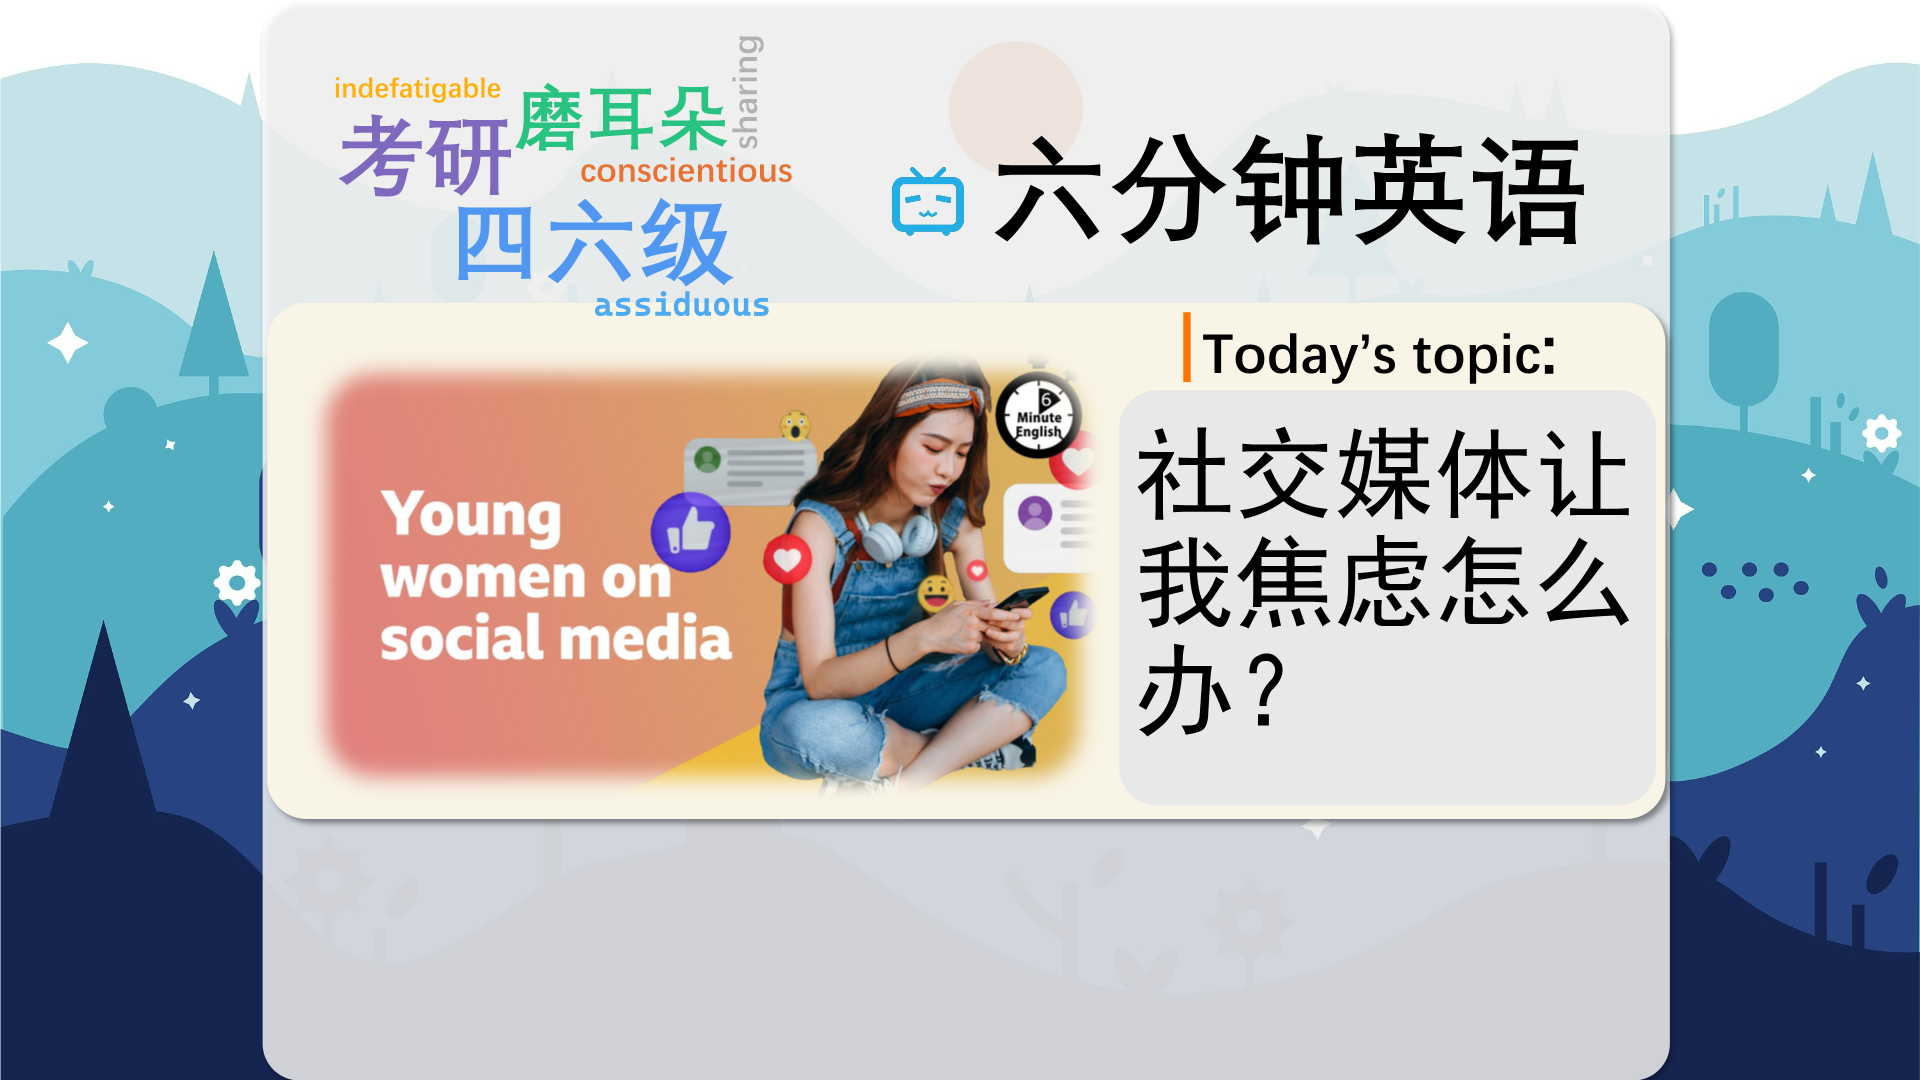 indefatigable
磨耳朵
sharing
考研
conscientious
四六级
assiduous
六分钟英语
Today’s topic:
6
Minute
English
Young
women on
social media
社交媒体让
我焦虑怎么
办？